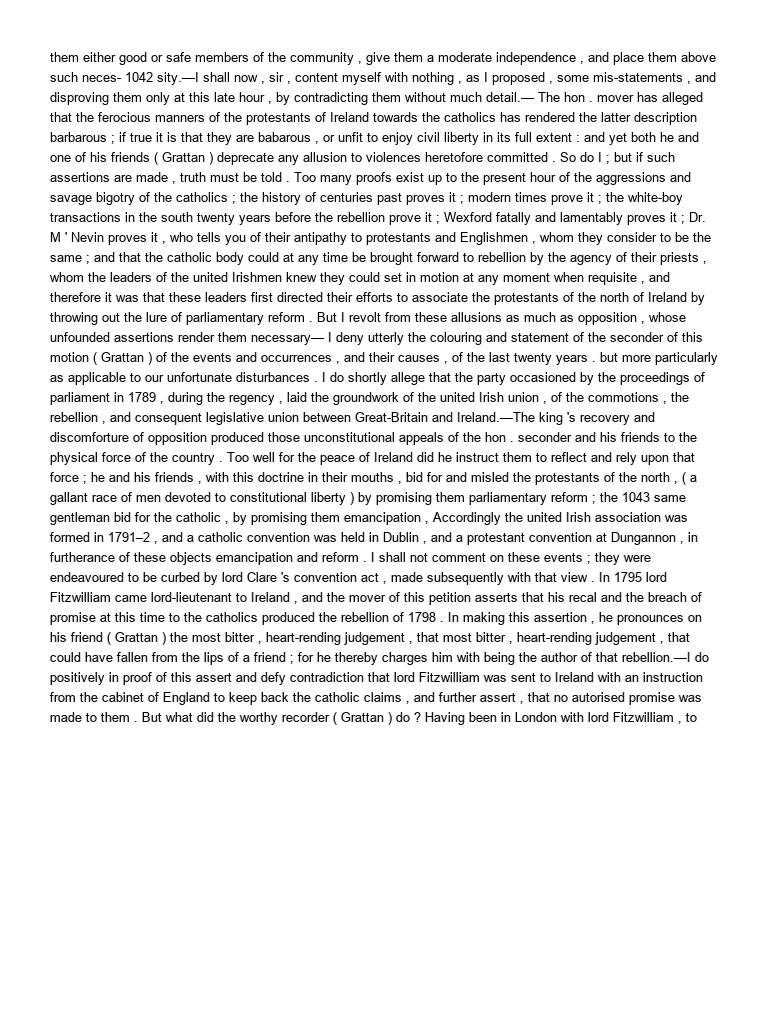 them either good or safe members of the community , give them a moderate independence , and place them above
such neces- 1042 sity.—I shall now , sir , content myself with nothing , as I proposed , some mis-statements , and
disproving them only at this late hour , by contradicting them without much detail.— The hon . mover has alleged
that the ferocious manners of the protestants of Ireland towards the catholics has rendered the latter description
barbarous ; if true it is that they are babarous , or unfit to enjoy civil liberty in its full extent : and yet both he and
one of his friends ( Grattan ) deprecate any allusion to violences heretofore committed . So do I ; but if such
assertions are made , truth must be told . Too many proofs exist up to the present hour of the aggressions and
savage bigotry of the catholics ; the history of centuries past proves it ; modern times prove it ; the white-boy
transactions in the south twenty years before the rebellion prove it ; Wexford fatally and lamentably proves it ; Dr.
M ' Nevin proves it , who tells you of their antipathy to protestants and Englishmen , whom they consider to be the
same ; and that the catholic body could at any time be brought forward to rebellion by the agency of their priests ,
whom the leaders of the united Irishmen knew they could set in motion at any moment when requisite , and
therefore it was that these leaders first directed their efforts to associate the protestants of the north of Ireland by
throwing out the lure of parliamentary reform . But I revolt from these allusions as much as opposition , whose
unfounded assertions render them necessary— I deny utterly the colouring and statement of the seconder of this
motion ( Grattan ) of the events and occurrences , and their causes , of the last twenty years . but more particularly
as applicable to our unfortunate disturbances . I do shortly allege that the party occasioned by the proceedings of
parliament in 1789 , during the regency , laid the groundwork of the united Irish union , of the commotions , the
rebellion , and consequent legislative union between Great-Britain and Ireland.—The king 's recovery and
discomforture of opposition produced those unconstitutional appeals of the hon . seconder and his friends to the
physical force of the country . Too well for the peace of Ireland did he instruct them to reflect and rely upon that
force ; he and his friends , with this doctrine in their mouths , bid for and misled the protestants of the north , ( a
gallant race of men devoted to constitutional liberty ) by promising them parliamentary reform ; the 1043 same
gentleman bid for the catholic , by promising them emancipation , Accordingly the united Irish association was
formed in 1791–2 , and a catholic convention was held in Dublin , and a protestant convention at Dungannon , in
furtherance of these objects emancipation and reform . I shall not comment on these events ; they were
endeavoured to be curbed by lord Clare 's convention act , made subsequently with that view . In 1795 lord
Fitzwilliam came lord-lieutenant to Ireland , and the mover of this petition asserts that his recal and the breach of
promise at this time to the catholics produced the rebellion of 1798 . In making this assertion , he pronounces on
his friend ( Grattan ) the most bitter , heart-rending judgement , that most bitter , heart-rending judgement , that
could have fallen from the lips of a friend ; for he thereby charges him with being the author of that rebellion.—I do
positively in proof of this assert and defy contradiction that lord Fitzwilliam was sent to Ireland with an instruction
from the cabinet of England to keep back the catholic claims , and further assert , that no autorised promise was
made to them . But what did the worthy recorder ( Grattan ) do ? Having been in London with lord Fitzwilliam , to